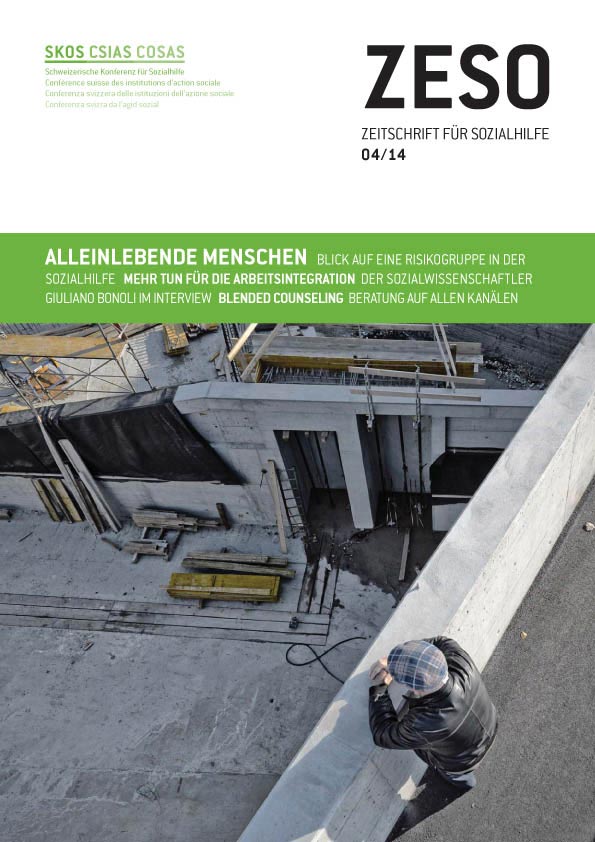 SKOS CSIAS COSAS
Schweizerische Konferenz für Sozialhilfe
Conférence suisse des institutions d'action sociale
Conferenza svizzera delle istituzioni dell'azione sociale
Conferenza svizra da l'agid sozial
ZESO
ZEITSCHRIFT FÜR SOZIALHILFE
04/14
ALLEINLEBENDE MENSCHEN BLICK AUF EINE RISIKOGRUPPE IN DER
SOZIALHILFE MEHR TUN FÜR DIE ARBEITSINTEGRATION DER SOZIALWISSENSCHAFTLER
GIULIANO BONOLI IM INTERVIEW BLENDED COUNSELING BERATUNG AUF ALLEN KANÄLEN